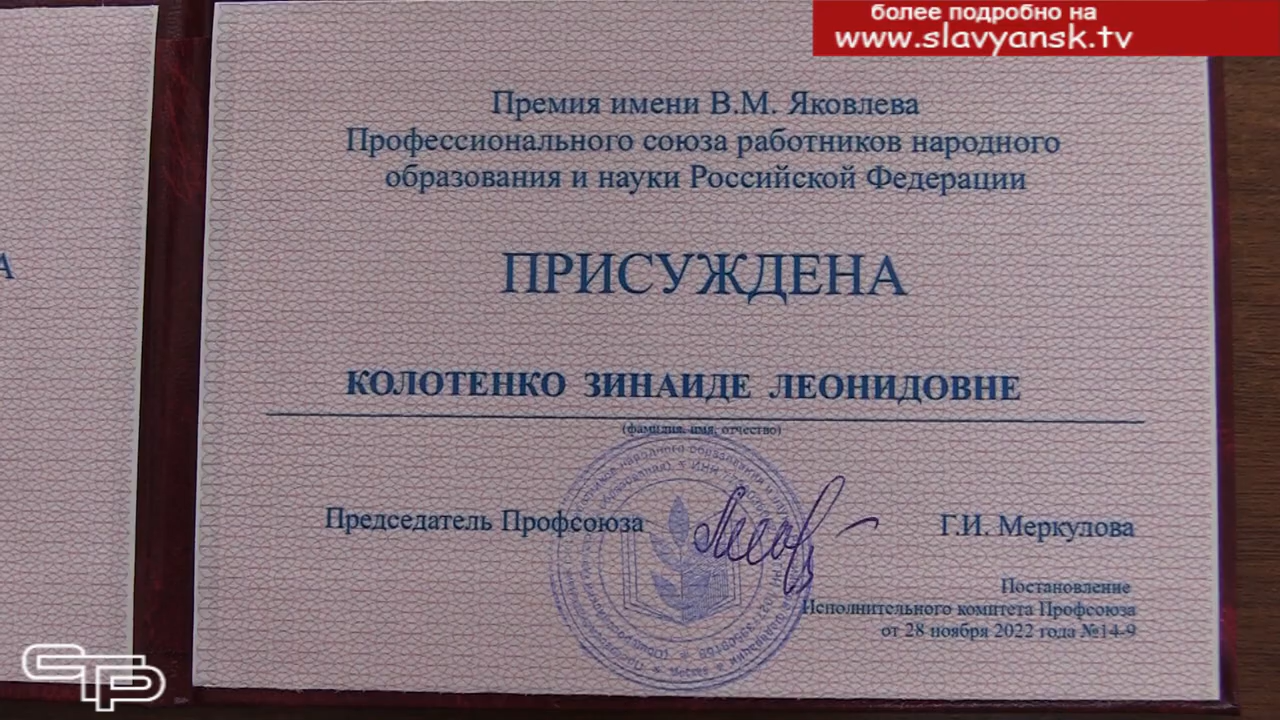 более подробно на
www.slavyansk.tv
Премия имени В.М. Яковлева
Профессионального союза работников народного
образования и науки Российской Федерации
А
ПРИСУЖДЕНА
КОЛОТЕНКО ЗИНАИДЕ ЛЕОНИДОВНЕ
(фамилия, имя, отчество)
Председатель Профсоюза
Г.И. Меркулова
Постановление
Исполнительного комитета Профсоюза
от 28 ноября 2022 года №14-9
СТР